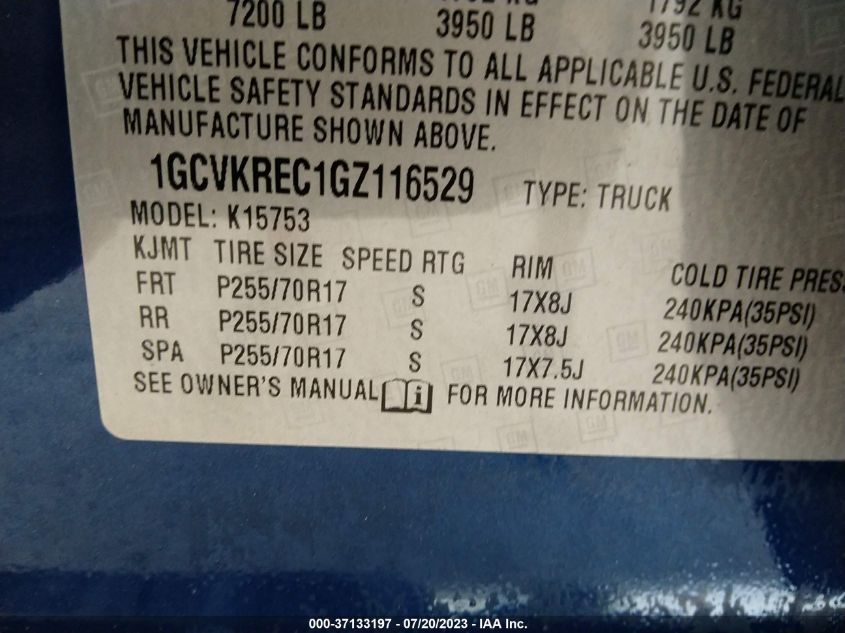 1792 KG
7200 LB 3950 LB 3950 LB
THIS VEHICLE CONFORMS TO ALL APPLICABLE U.S. FEDERAL
VEHICLE SAFETY STANDARDS IN EFFECT ON THE DATE OF
MANUFACTURE SHOWN ABOVE.
1GCVKREC1GZ116529 TYPE: TRUCK
MODEL: K15753
KJMT TIRE SIZE SPEED RTG RIM COLD TIRE PRES
FRT P255/70R17 S 17X8J 240KPA(35PSI)
RR P255/70R17 S 17X8J 240KPA(35PSI)
SPA P255/70R17 S 17X7.5J 240KPA(35PSI)
SEE OWNER'S MANUAL i FOR MORE INFORMATION.
000-37133197 - 07/20/2023 - IAA Inc.